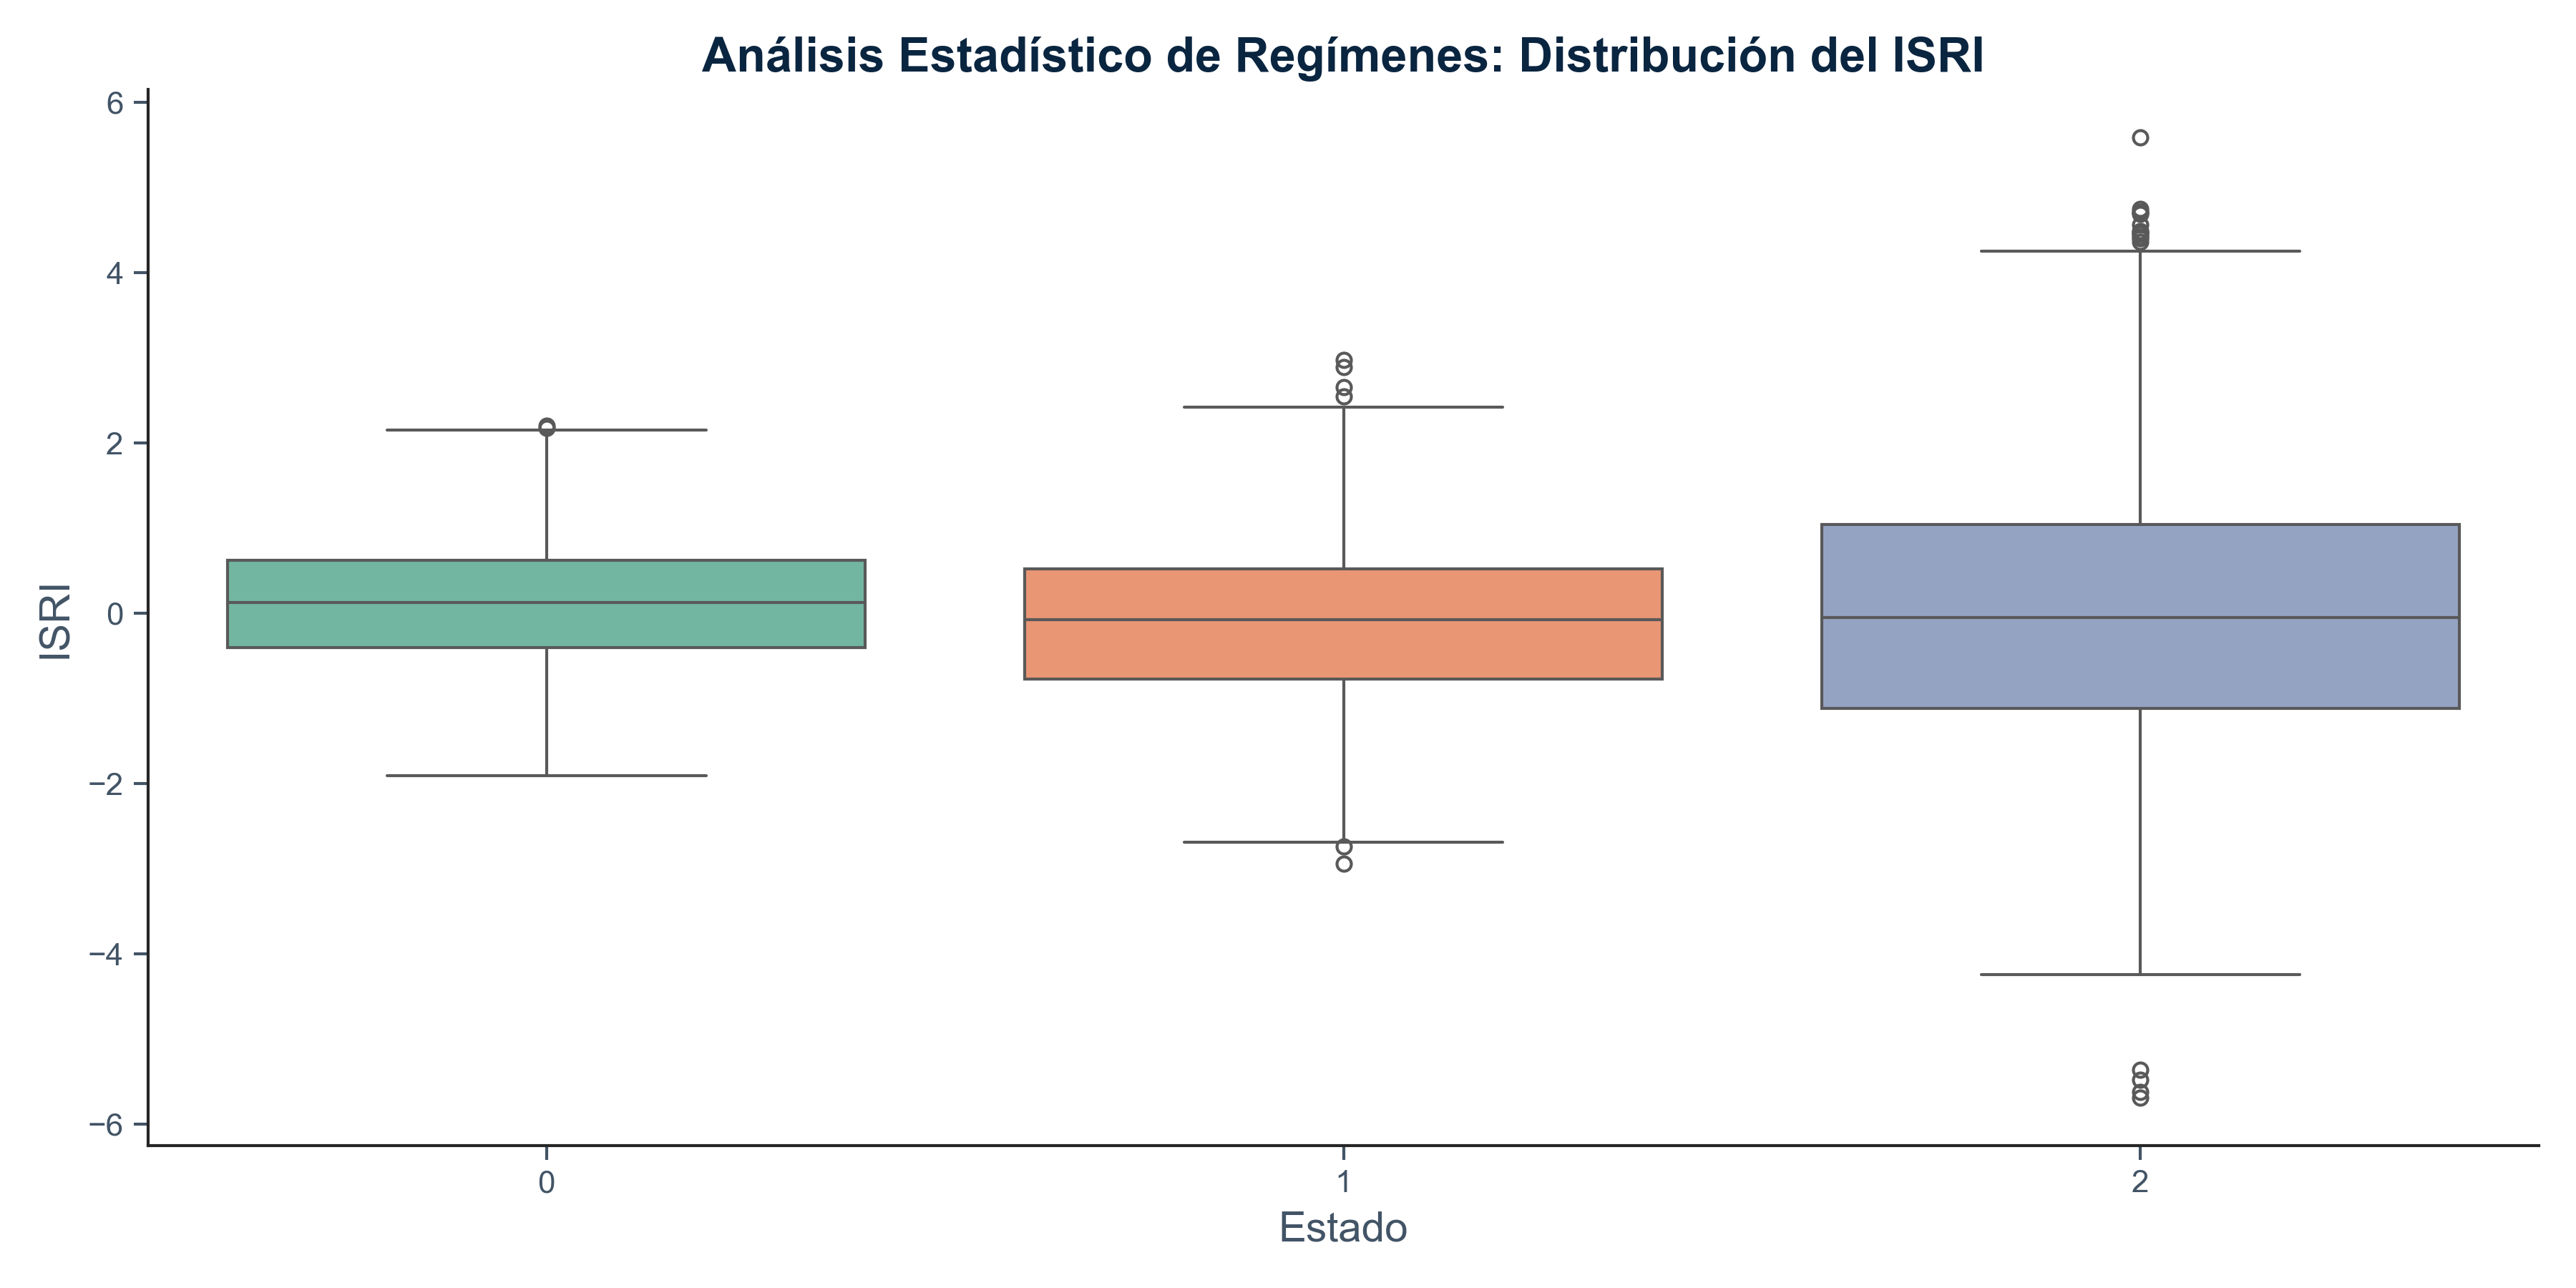 Análisis Estadístico de Regímenes: Distribución del ISRI
6
4
2
0
−2
−4
−6
ISRI
0 1 2
Estado